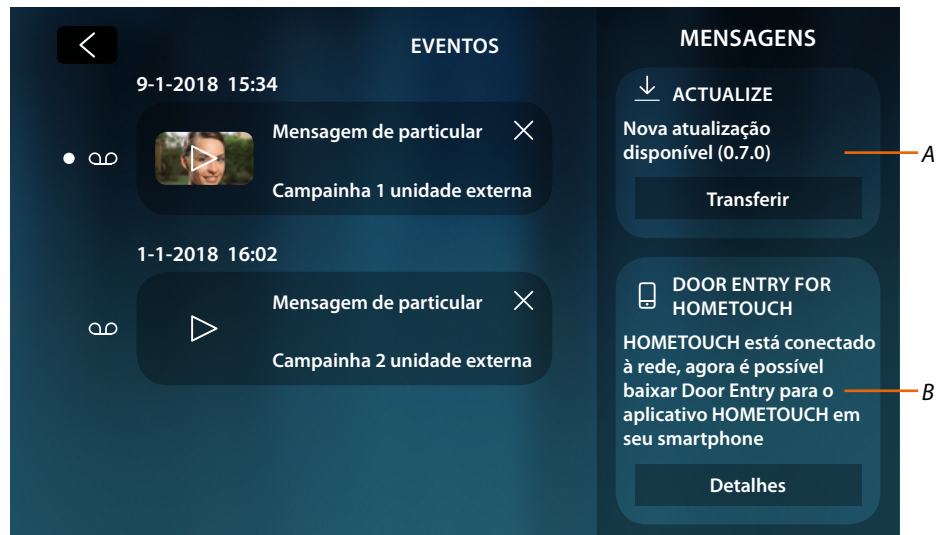 EVENTOS
9-1-2018 15:34
Mensagem de particular
Campainha 1 unidade externa
1-1-2018 16:02
Mensagem de particular
Campainha 2 unidade externa
MENSAGENS
ACTUALIZE
Nova atualização
disponível (0.7.0)
Transferir
A
DOOR ENTRY FOR
HOMETOUCH
HOMETOUCH está conectado
à rede, agora é possível
baixar Door Entry para o
aplicativo HOMETOUCH em
seu smartphone
Detalhes
B